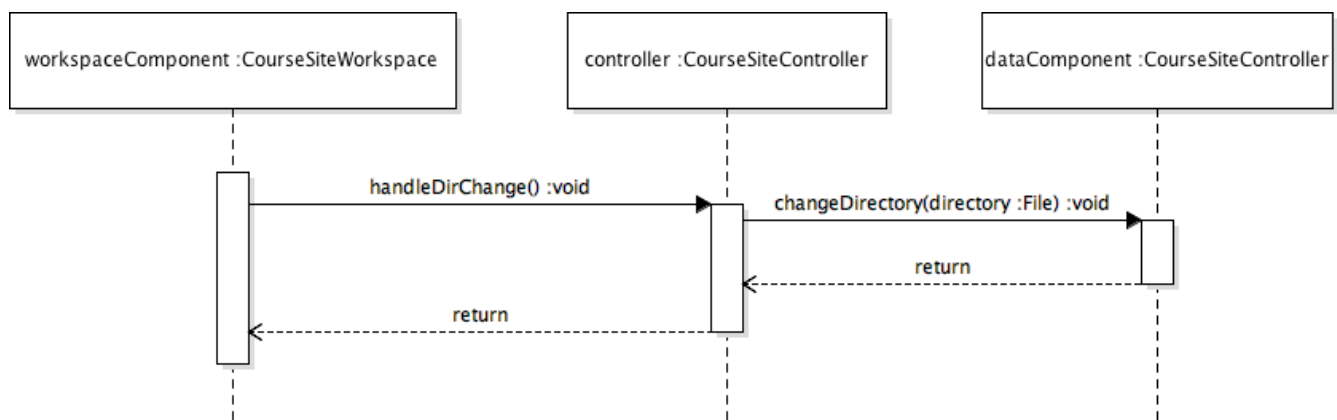 workspaceComponent :CourseSiteWorkspace
controller :CourseSiteController
dataComponent :CourseSiteController
handleDirChange() :void
changeDirectory(directory :File) :void
return
return